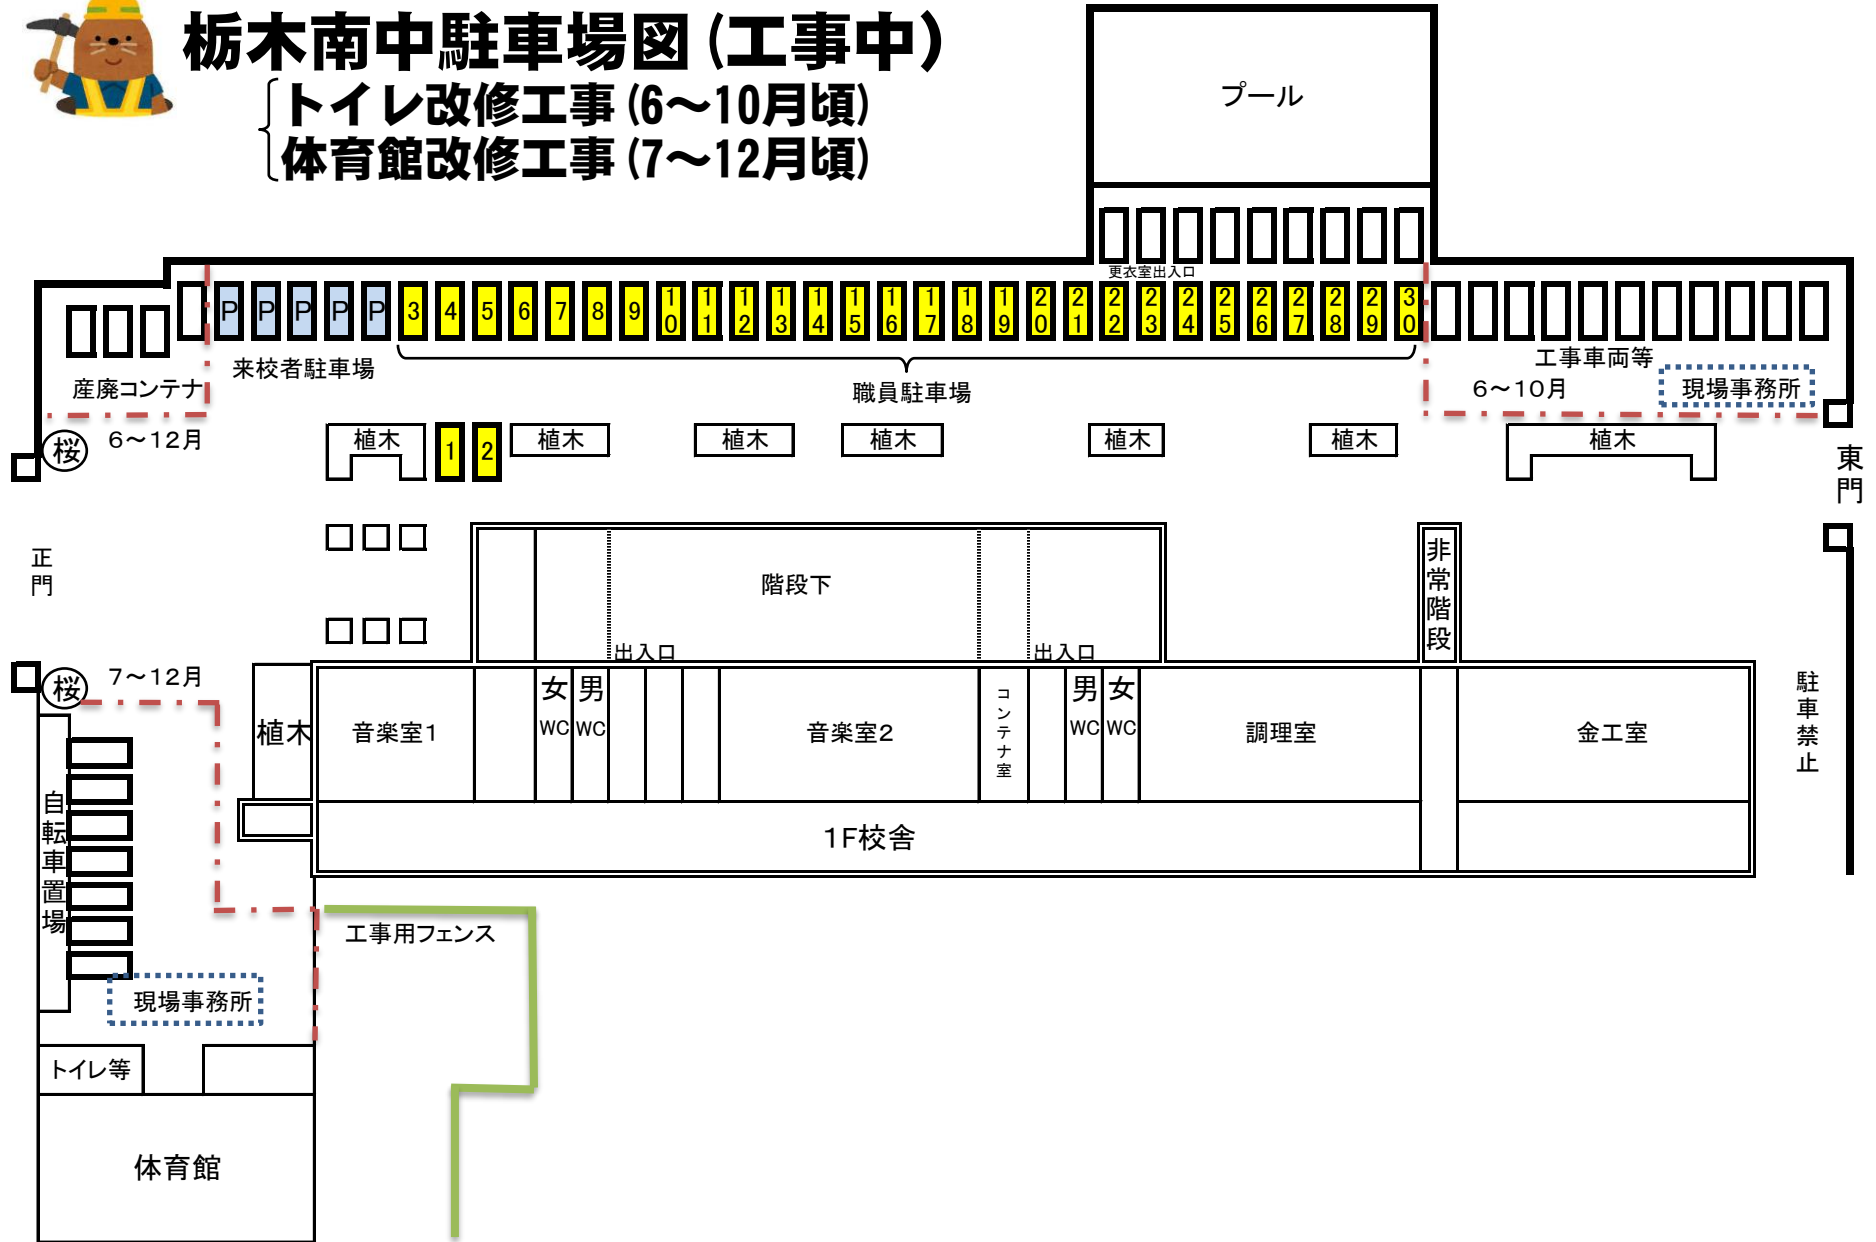 栃木南中駐車場図(工事中)
トイレ改修工事(6～10月頃)
体育館改修工事(7～12月頃)
プール
更衣室出入口
P P P P P 3 4 5 6 7 8 9 10 11 12 13 14 15 16 17 18 19 20 21 22 23 24 25 26 27 28 29 30
来校者駐車場
職員駐車場
工事車両等
産廃コンテナ
6～10月
現場事務所
桜
6～12月
植木
1 2
植木
植木
植木
植木
植木
植木
東門
正門
階段下
非常階段
出入口
出入口
桜
7～12月
植木
音楽室1
女WC
男WC
音楽室2
コンテナ室
男WC
女WC
調理室
金工室
駐車禁止
自転車置場
1F校舎
工事用フェンス
現場事務所
トイレ等
体育館